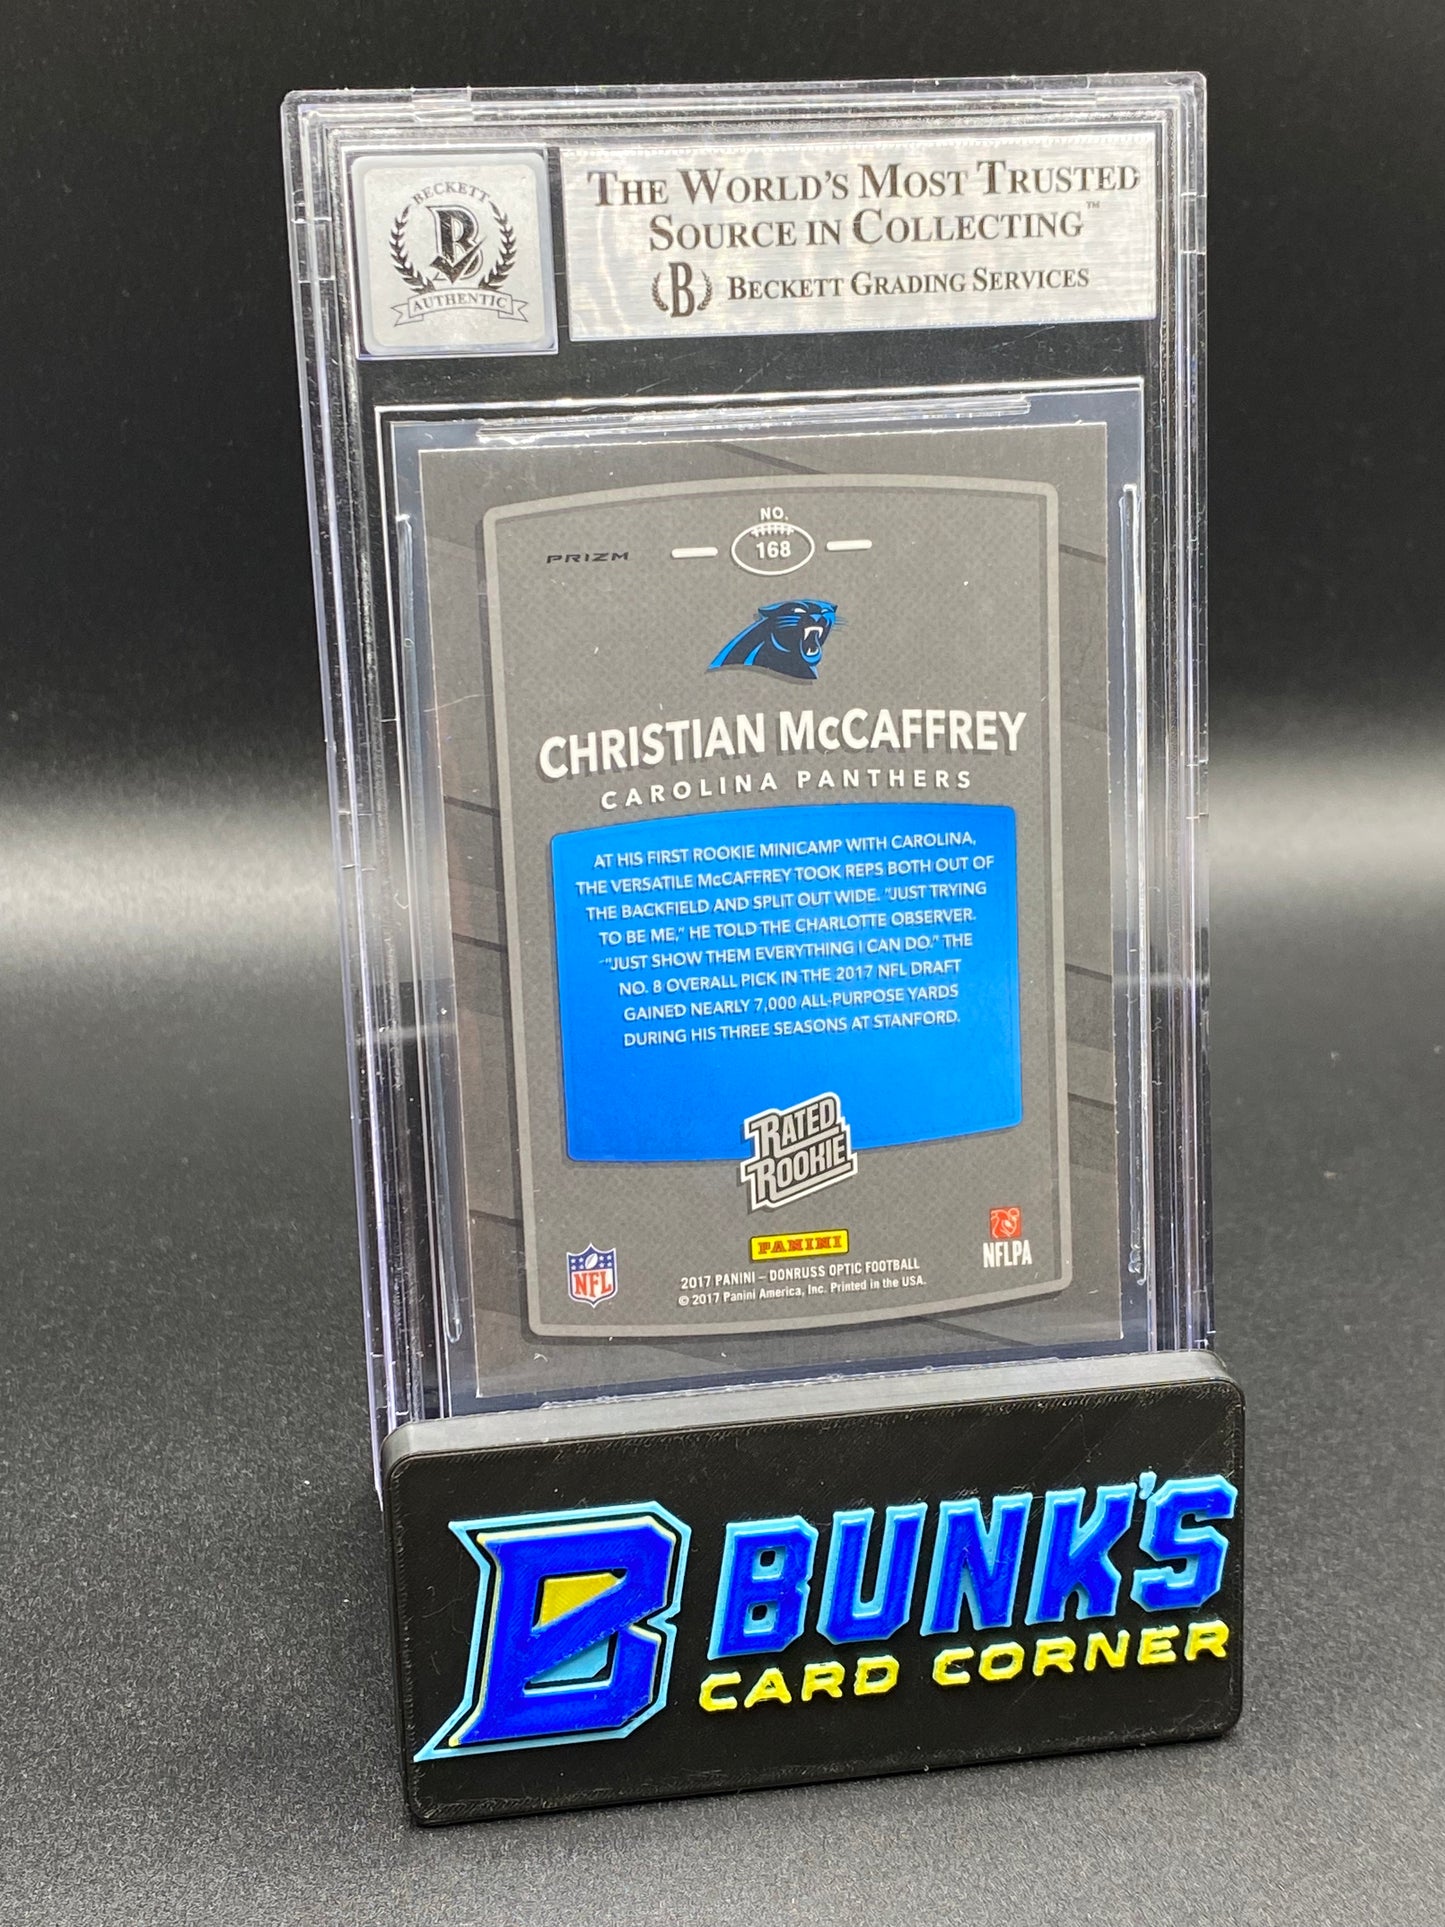 BECKETT
B
AUTHENTIC
THE WORLD'S MOST TRUSTED
SOURCE IN COLLECTING™
B BECKETT GRADING SERVICES
NO.
168
PRIZM
CHRISTIAN McCAFFREY
CAROLINA PANTHERS
AT HIS FIRST ROOKIE MINICAMP WITH CAROLINA,
THE VERSATILE McCAFFREY TOOK REPS BOTH OUT OF
THE BACKFIELD AND SPLIT OUT WIDE. "JUST TRYING
TO BE ME," HE TOLD THE CHARLOTTE OBSERVER.
"JUST SHOW THEM EVERYTHING I CAN DO." THE
NO. 8 OVERALL PICK IN THE 2017 NFL DRAFT
GAINED NEARLY 7,000 ALL-PURPOSE YARDS
DURING HIS THREE SEASONS AT STANFORD.
RATED
ROOKIE
PANINI
NFL
NFLPA
2017 PANINI – DONRUSS OPTIC FOOTBALL
© 2017 Panini America, Inc. Printed in the USA.
B BUNK'S
CARD CORNER